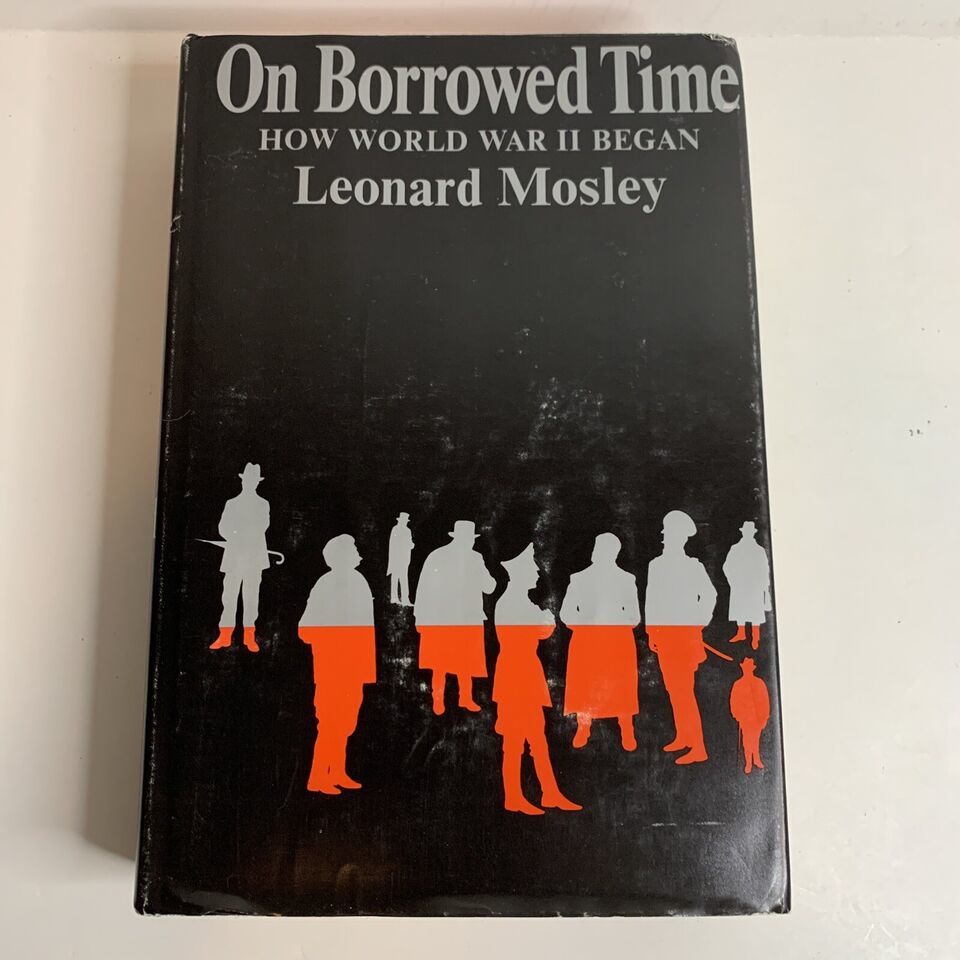 On Borrowed Time
HOW WORLD WAR II BEGAN
Leonard Mosley